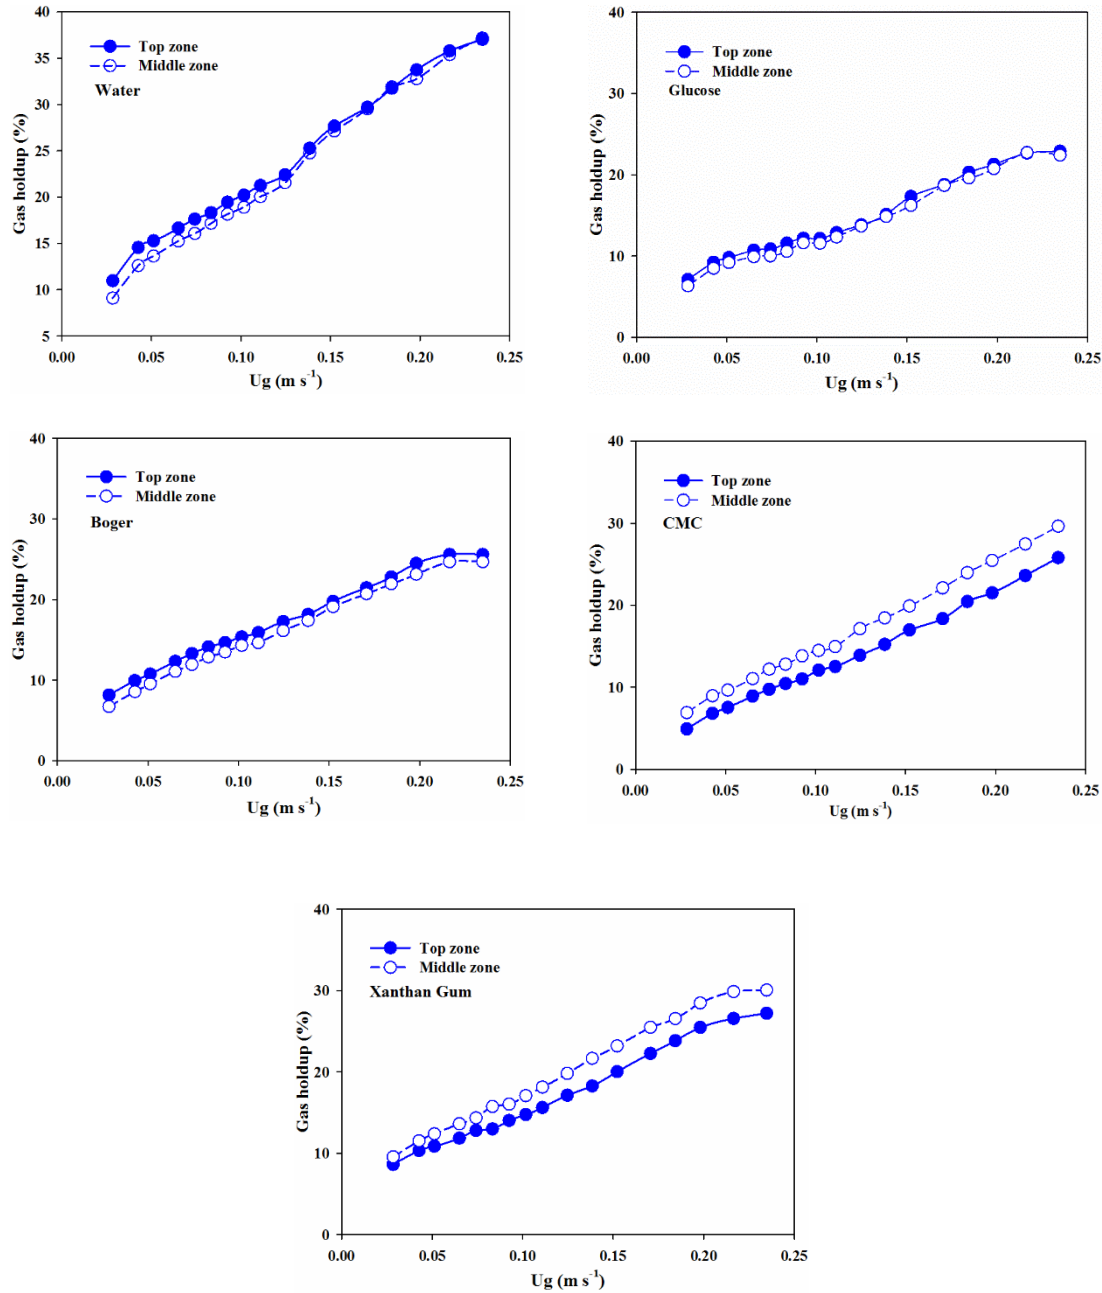 40
35
30
25
20
15
10
5
Gas holdup (%)
Top zone
Middle zone
Water
0.00 0.05 0.10 0.15 0.20 0.25
Ug (m s⁻¹)
40
30
20
10
0
Gas holdup (%)
Top zone
Middle zone
Glucose
0.00 0.05 0.10 0.15 0.20 0.25
Ug (m s⁻¹)
40
30
20
10
0
Gas holdup (%)
Top zone
Middle zone
Boger
0.00 0.05 0.10 0.15 0.20 0.25
Ug (m s⁻¹)
40
30
20
10
0
Gas holdup (%)
Top zone
Middle zone
CMC
0.00 0.05 0.10 0.15 0.20 0.25
Ug (m s⁻¹)
40
30
20
10
0
Gas holdup (%)
Top zone
Middle zone
Xanthan Gum
0.00 0.05 0.10 0.15 0.20 0.25
Ug (m s⁻¹)